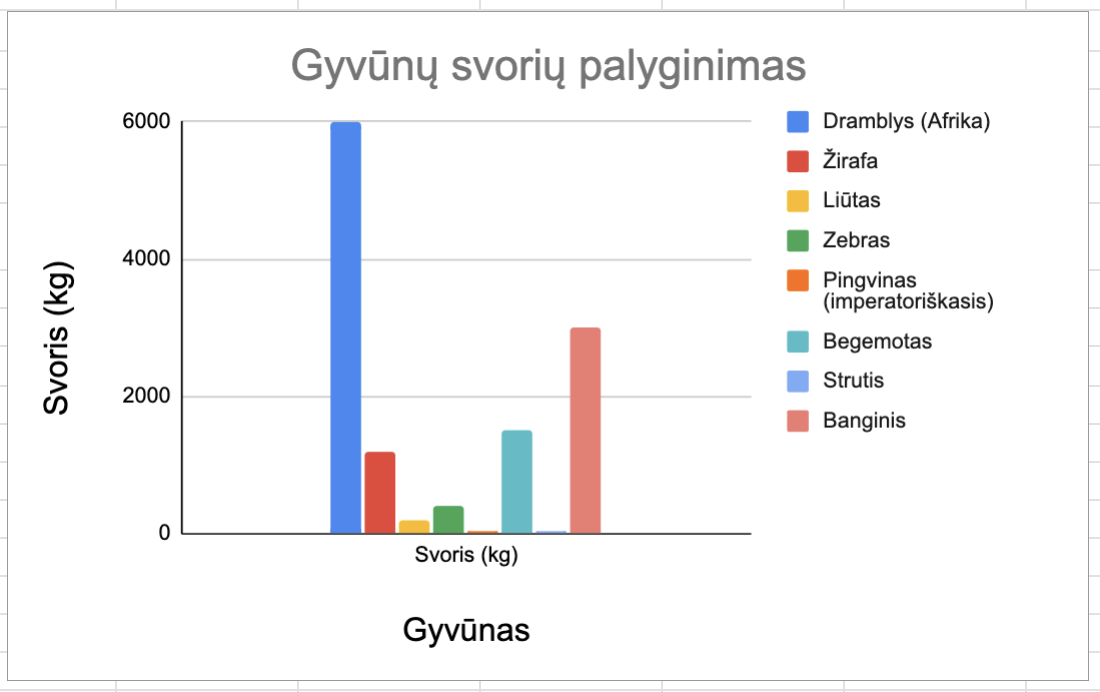 Gyvūnų svorių palyginimas
Svoris (kg)
6000
4000
2000
0
Svoris (kg)
Gyvūnas
Dramblys (Afrika)
Žirafa
Liūtas
Zebras
Pingvinas
(imperatoriškasis)
Begemotas
Strutis
Banginis